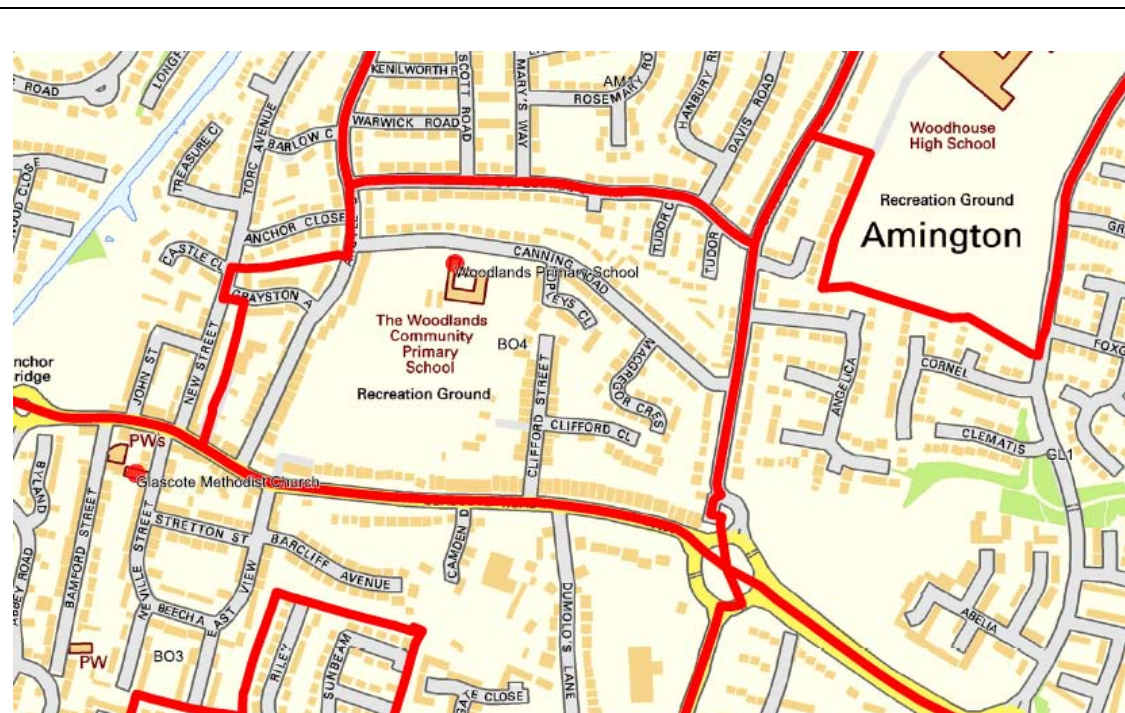 ROAD
KENILWORTH R
SCOTT ROAD
MARY'S WAY
AM1
ROSEMARY RO
HANBURY R
DAVIS ROAD
Woodhouse
High School
WARWICK ROAD
BARLOW C
TORC AVENUE
TREASURE C
Recreation Ground
Amington
ANCHOR CLOSE
TUDOR C
TUDOR
CASTLE CL
CANNING ROAD
Woodlands Primary School
GRAYSTON A
The Woodlands
Community
Primary
School
BO4
MACGREGOR CRES
ANGELICA
CORNEL
FOXG
JOHN ST
NEW STREET
nchor
ridge
Recreation Ground
CLIFFORD STREET
CLIFFORD CL
CLEMATIS
GL1
PWs
Glascote Methodist Church
BYLAND
BAMFORD STREET
NEVILLE STREET
STRETTON ST
BARCLIFF AVENUE
CAMDEN D
DUMOLO'S LANE
ABBEY ROAD
BEECH A
EAST VIEW
ABELIA
PW
BO3
RILEY
SUNBEAM
KE CLOSE